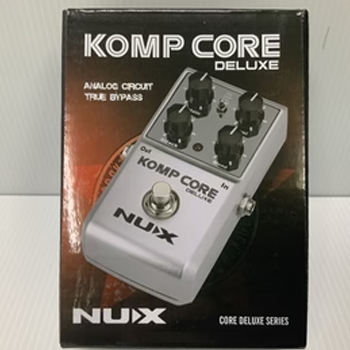 KOMP CORE
DELUXE
ANALOG CIRCUIT
TRUE BYPASS
Out
In
KOMP CORE
DELUXE
NUX
NUX
CORE DELUXE SERIES